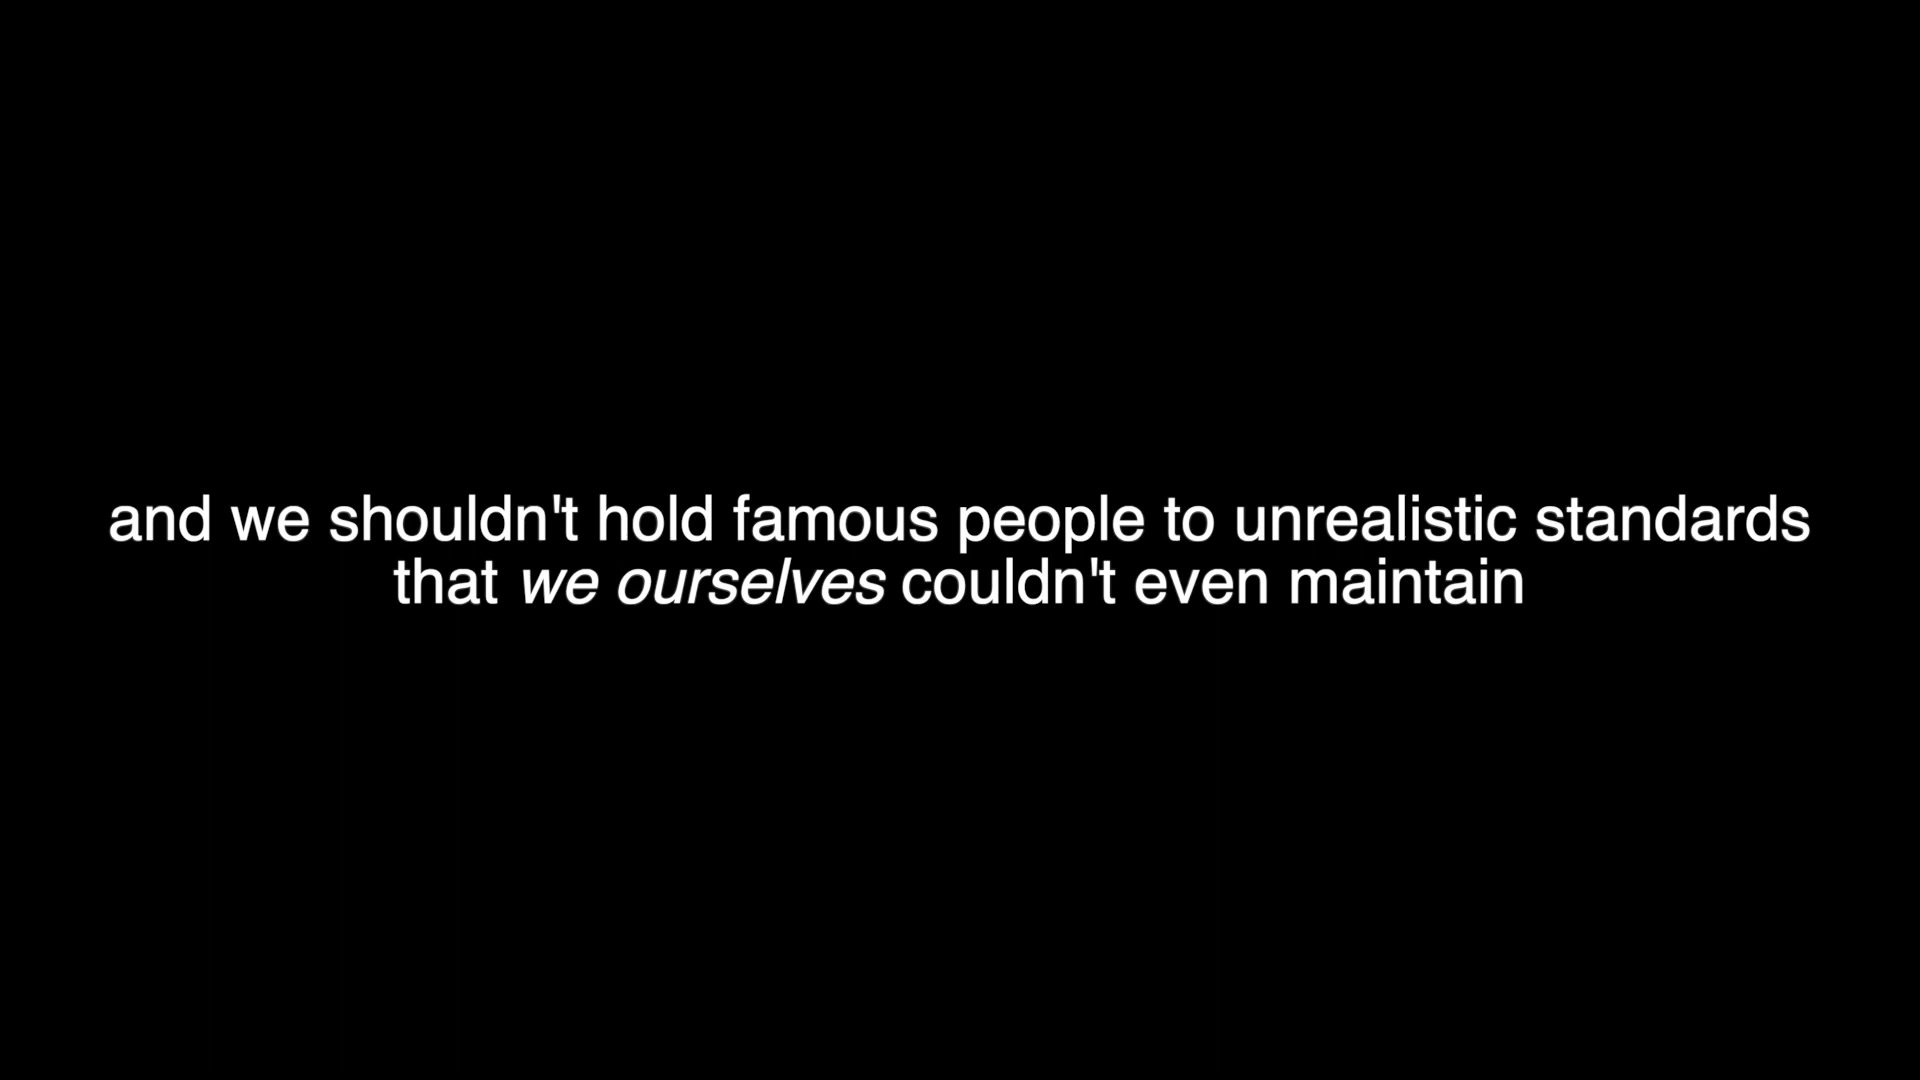 and we shouldn't hold famous people to unrealistic standards
that we ourselves couldn't even maintain